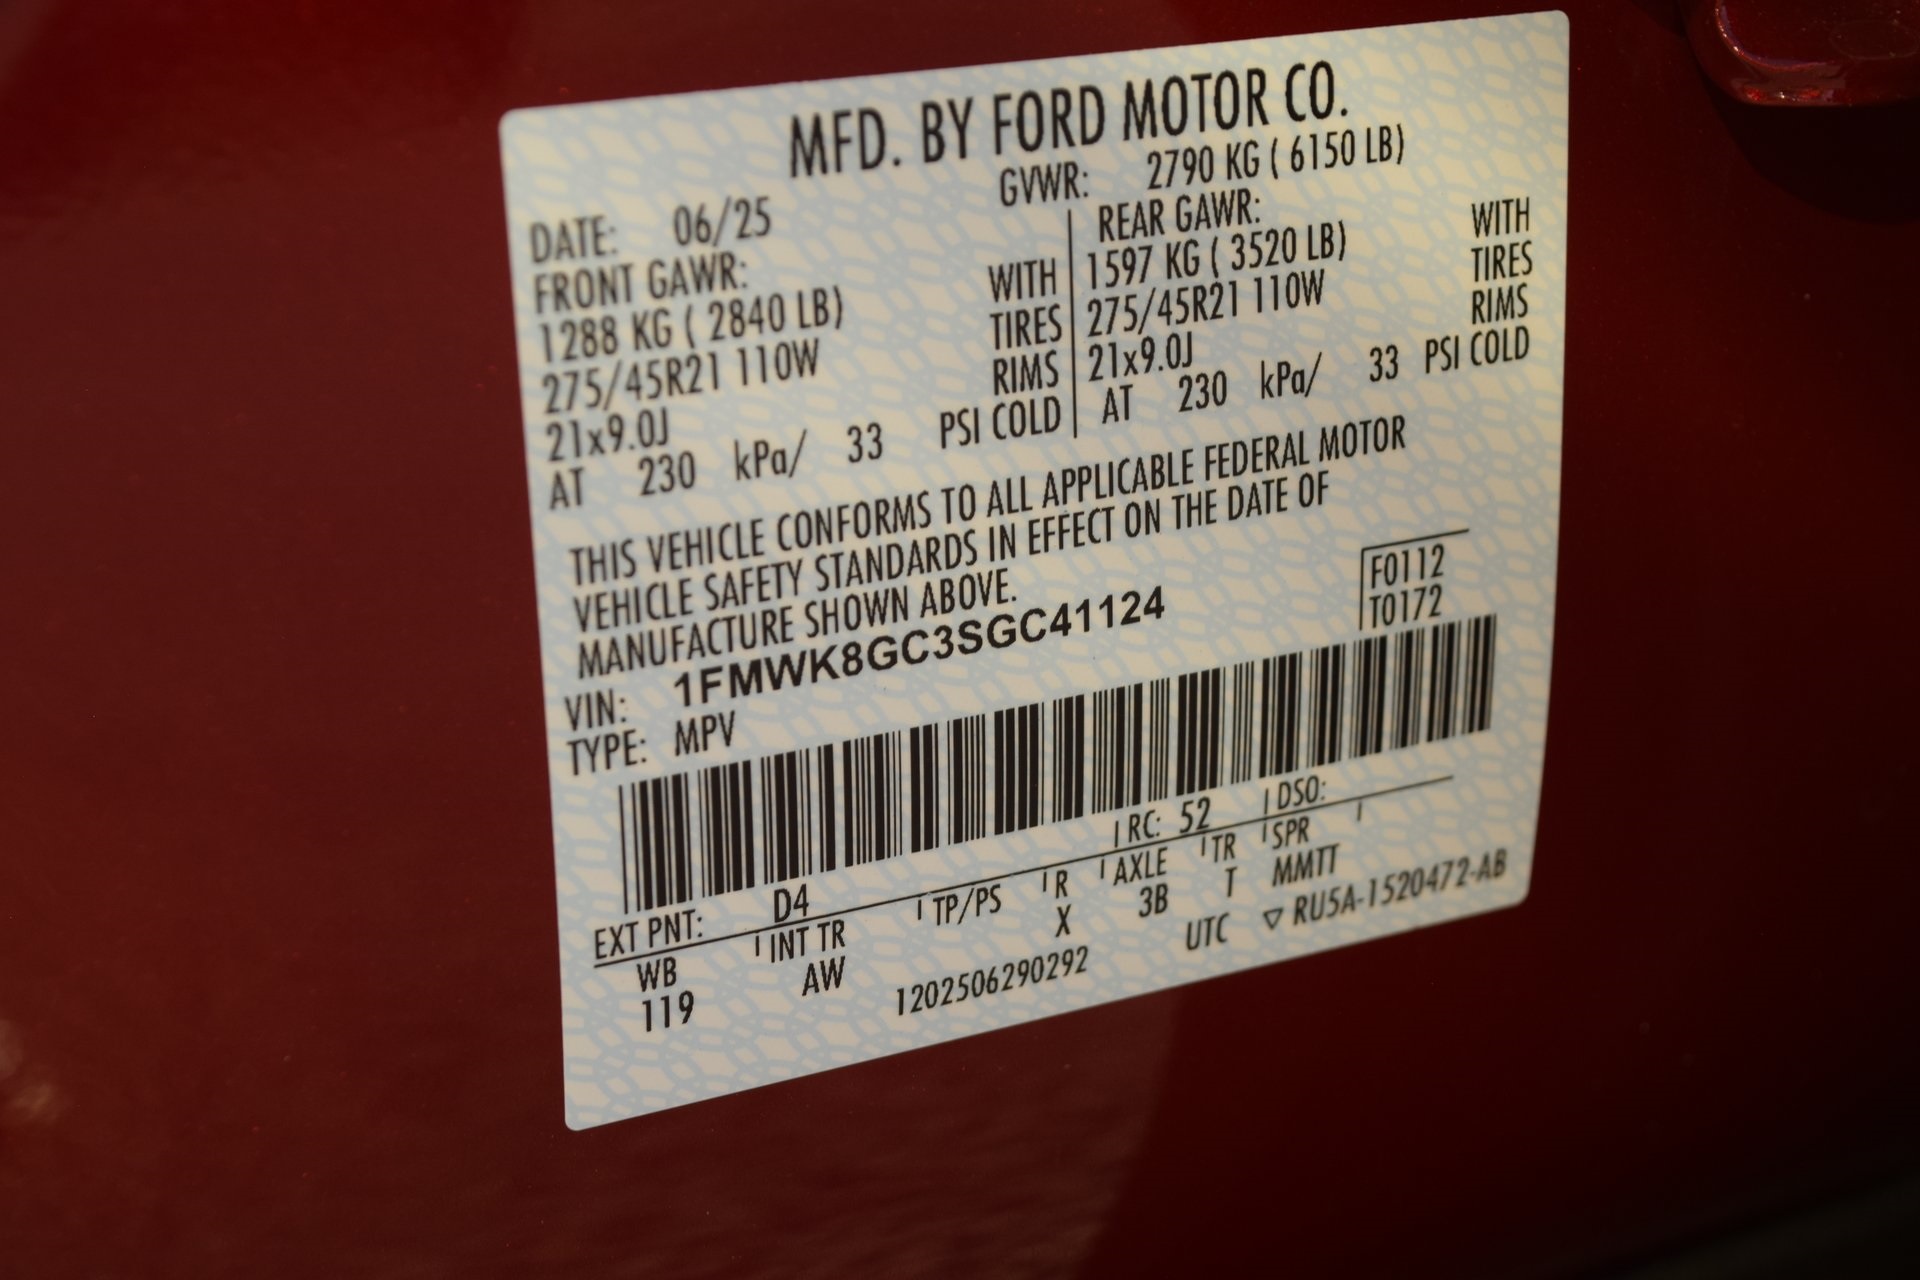 MFD. BY FORD MOTOR CO.
DATE: 06/25 GVWR: 2790 KG ( 6150 LB)
FRONT GAWR: REAR GAWR:
1288 KG ( 2840 LB) WITH 1597 KG ( 3520 LB) WITH
275/45R21 110W TIRES 275/45R21 110W TIRES
21x9.0J RIMS 21x9.0J RIMS
AT 230 kPa/ 33 PSI COLD AT 230 kPa/ 33 PSI COLD
THIS VEHICLE CONFORMS TO ALL APPLICABLE FEDERAL MOTOR
VEHICLE SAFETY STANDARDS IN EFFECT ON THE DATE OF
MANUFACTURE SHOWN ABOVE.
F0112
T0172
VIN: 1FMWK8GC3SGC41124
TYPE: MPV
EXT PNT: D4 RC: 52 DSO:
WB INT TR TP/PS R AXLE TR SPR
119 AW X 3B T MMTT
1202506290292 UTC ▽ RU5A-1520472-AB